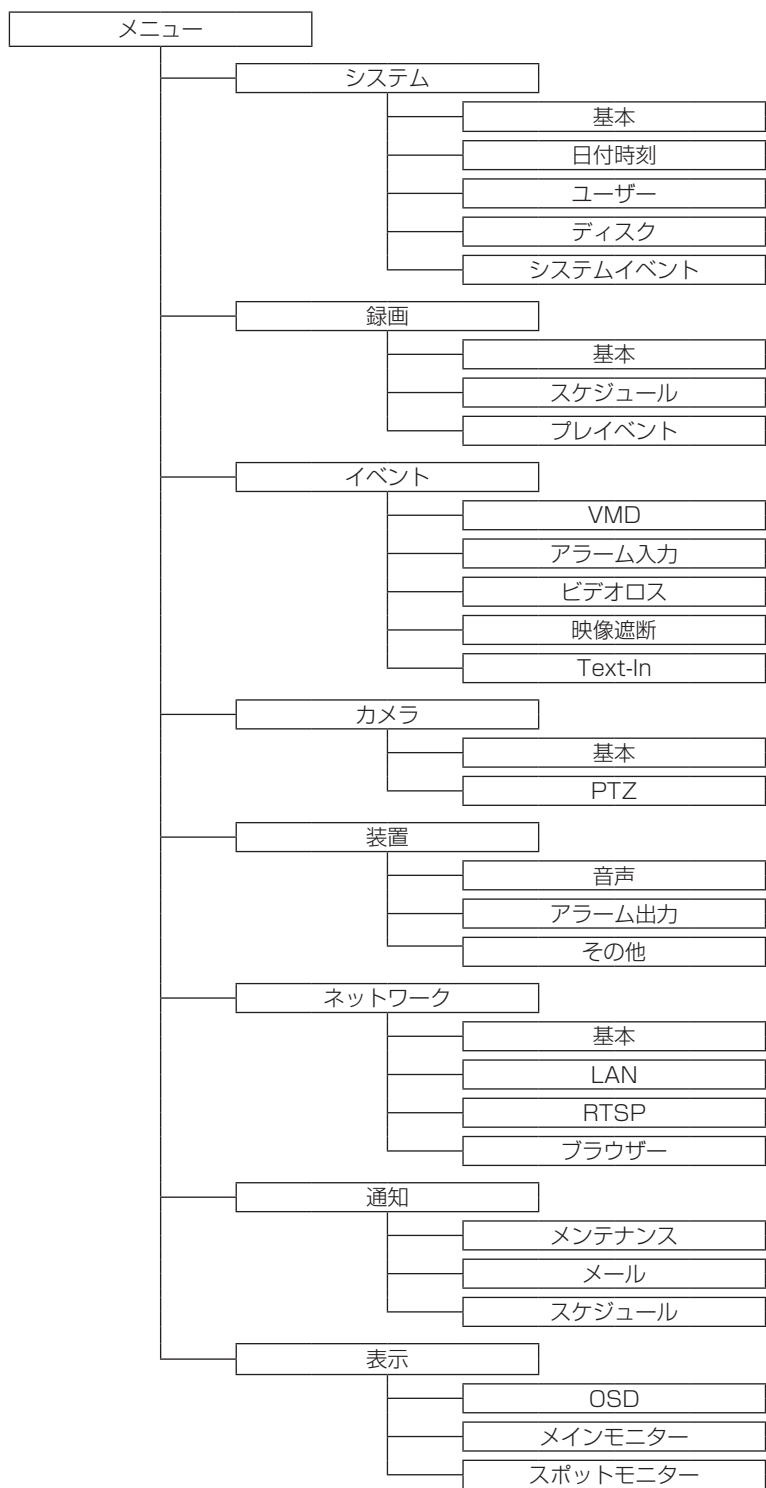 メニュー
システム
基本
日付時刻
ユーザー
ディスク
システムイベント
録画
基本
スケジュール
プレイベント
イベント
VMD
アラーム入力
ビデオロス
映像遮断
Text-In
カメラ
基本
PTZ
装置
音声
アラーム出力
その他
ネットワーク
基本
LAN
RTSP
ブラウザー
通知
メンテナンス
メール
スケジュール
表示
OSD
メインモニター
スポットモニター